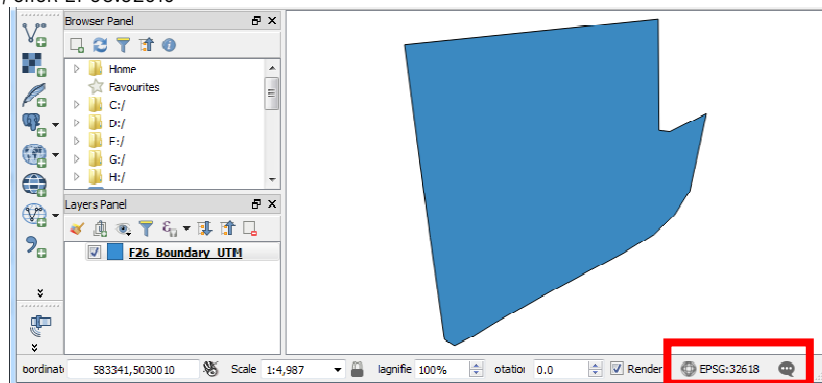 Browser Panel
Home
Favourites
C:/
D:/
F:/
G:/
H:/
Layers Panel
F26_Boundary_UTM
oordinat 583341,5030010 Scale 1:4,987 lagnifie 100% otatior 0.0 Render EPSG:32618